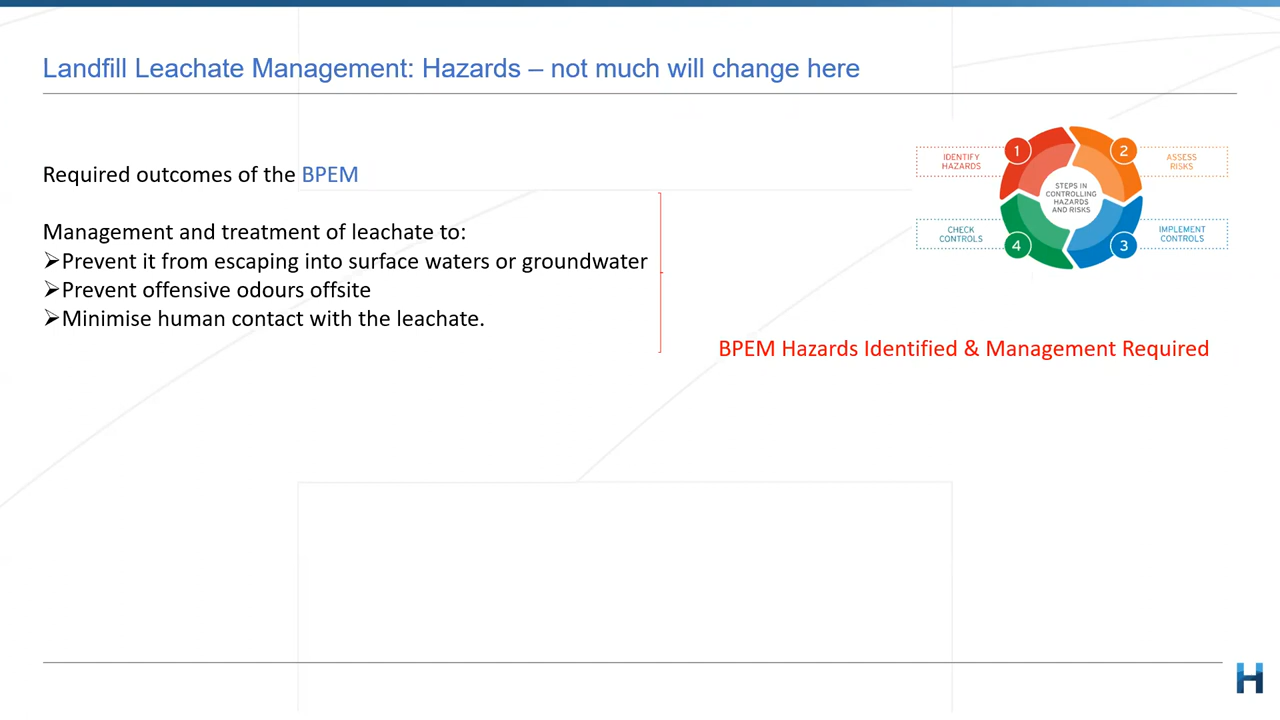 Landfill Leachate Management: Hazards – not much will change here
Required outcomes of the BPEM
Management and treatment of leachate to:
➢Prevent it from escaping into surface waters or groundwater
➢Prevent offensive odours offsite
➢Minimise human contact with the leachate.
IDENTIFY
HAZARDS
1
2
ASSESS
RISKS
STEPS IN
CONTROLLING
HAZARDS
AND RISKS
CHECK
CONTROLS
4
3
IMPLEMENT
CONTROLS
BPEM Hazards Identified & Management Required
H